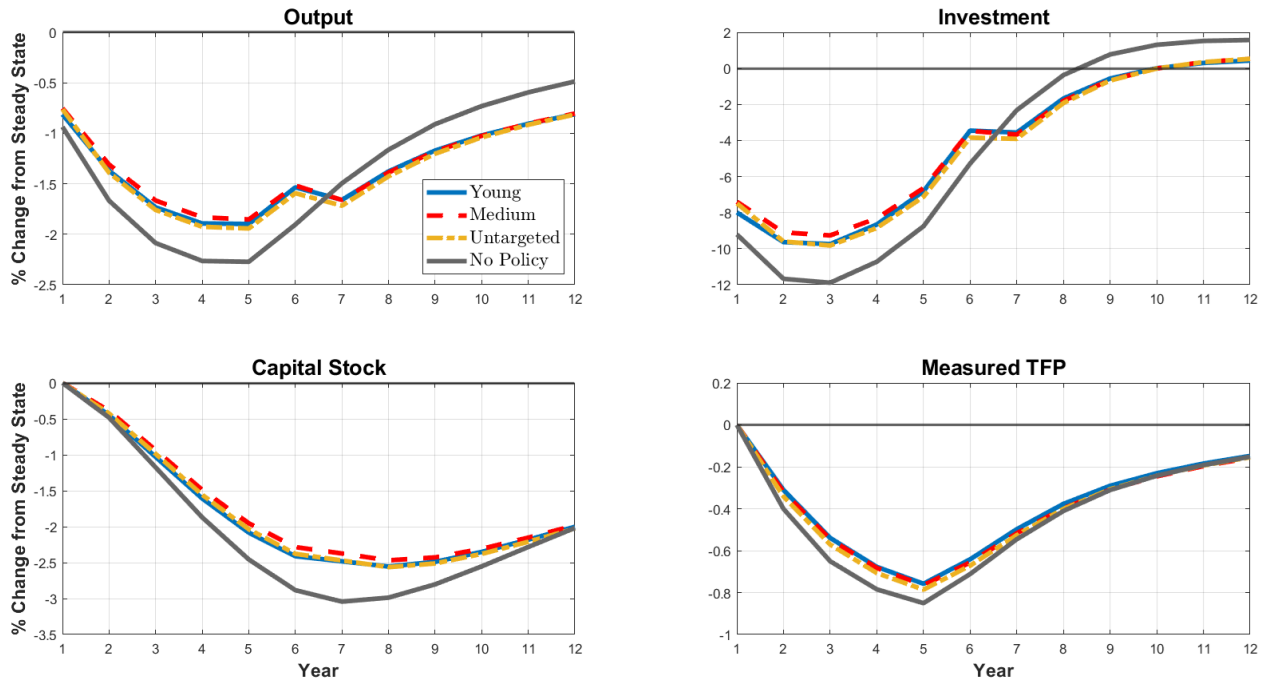 Output
% Change from Steady State
0
-0.5
-1
-1.5
-2
-2.5
1 2 3 4 5 6 7 8 9 10 11 12
Young
Medium
Untargeted
No Policy
Investment
2
0
-2
-4
-6
-8
-10
-12
1 2 3 4 5 6 7 8 9 10 11 12
Capital Stock
% Change from Steady State
0
-0.5
-1
-1.5
-2
-2.5
-3
-3.5
1 2 3 4 5 6 7 8 9 10 11 12
Year
Measured TFP
0.2
0
-0.2
-0.4
-0.6
-0.8
-1
1 2 3 4 5 6 7 8 9 10 11 12
Year